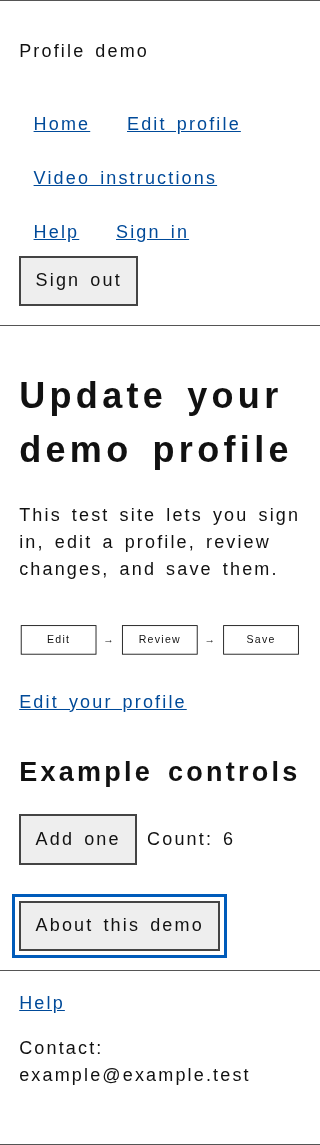 Profile demo
Home Edit profile
Video instructions
Help Sign in
Sign out
Update your
demo profile
This test site lets you sign
in, edit a profile, review
changes, and save them.
Edit → Review → Save
Edit your profile
Example controls
Add one Count: 6
About this demo
Help
Contact:
example@example.test